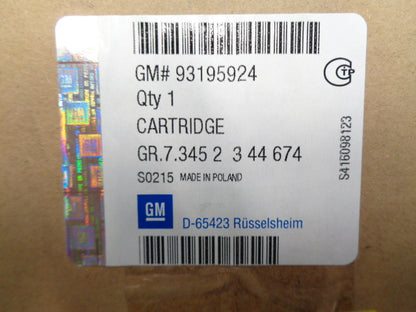 GM# 93195924
Qty 1
CARTRIDGE
GR.7.345 2 3 44 674
S0215 MADE IN POLAND
GM
D-65423 Rüsselsheim
S416098123
GM